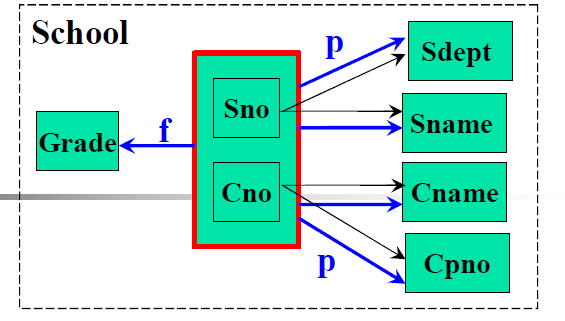 School
p
Sdept
Sno
Sname
f
Grade
Cno
Cname
p
Cpno